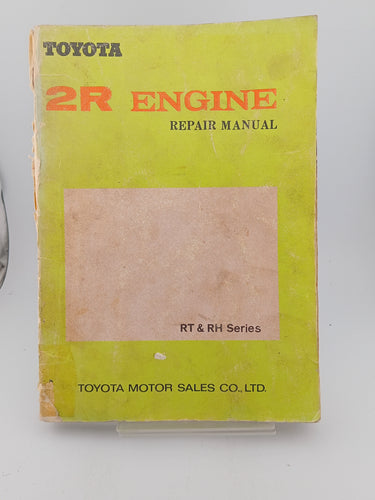 TOYOTA
2R ENGINE
REPAIR MANUAL
RT & RH Series
TOYOTA MOTOR SALES CO., LTD.